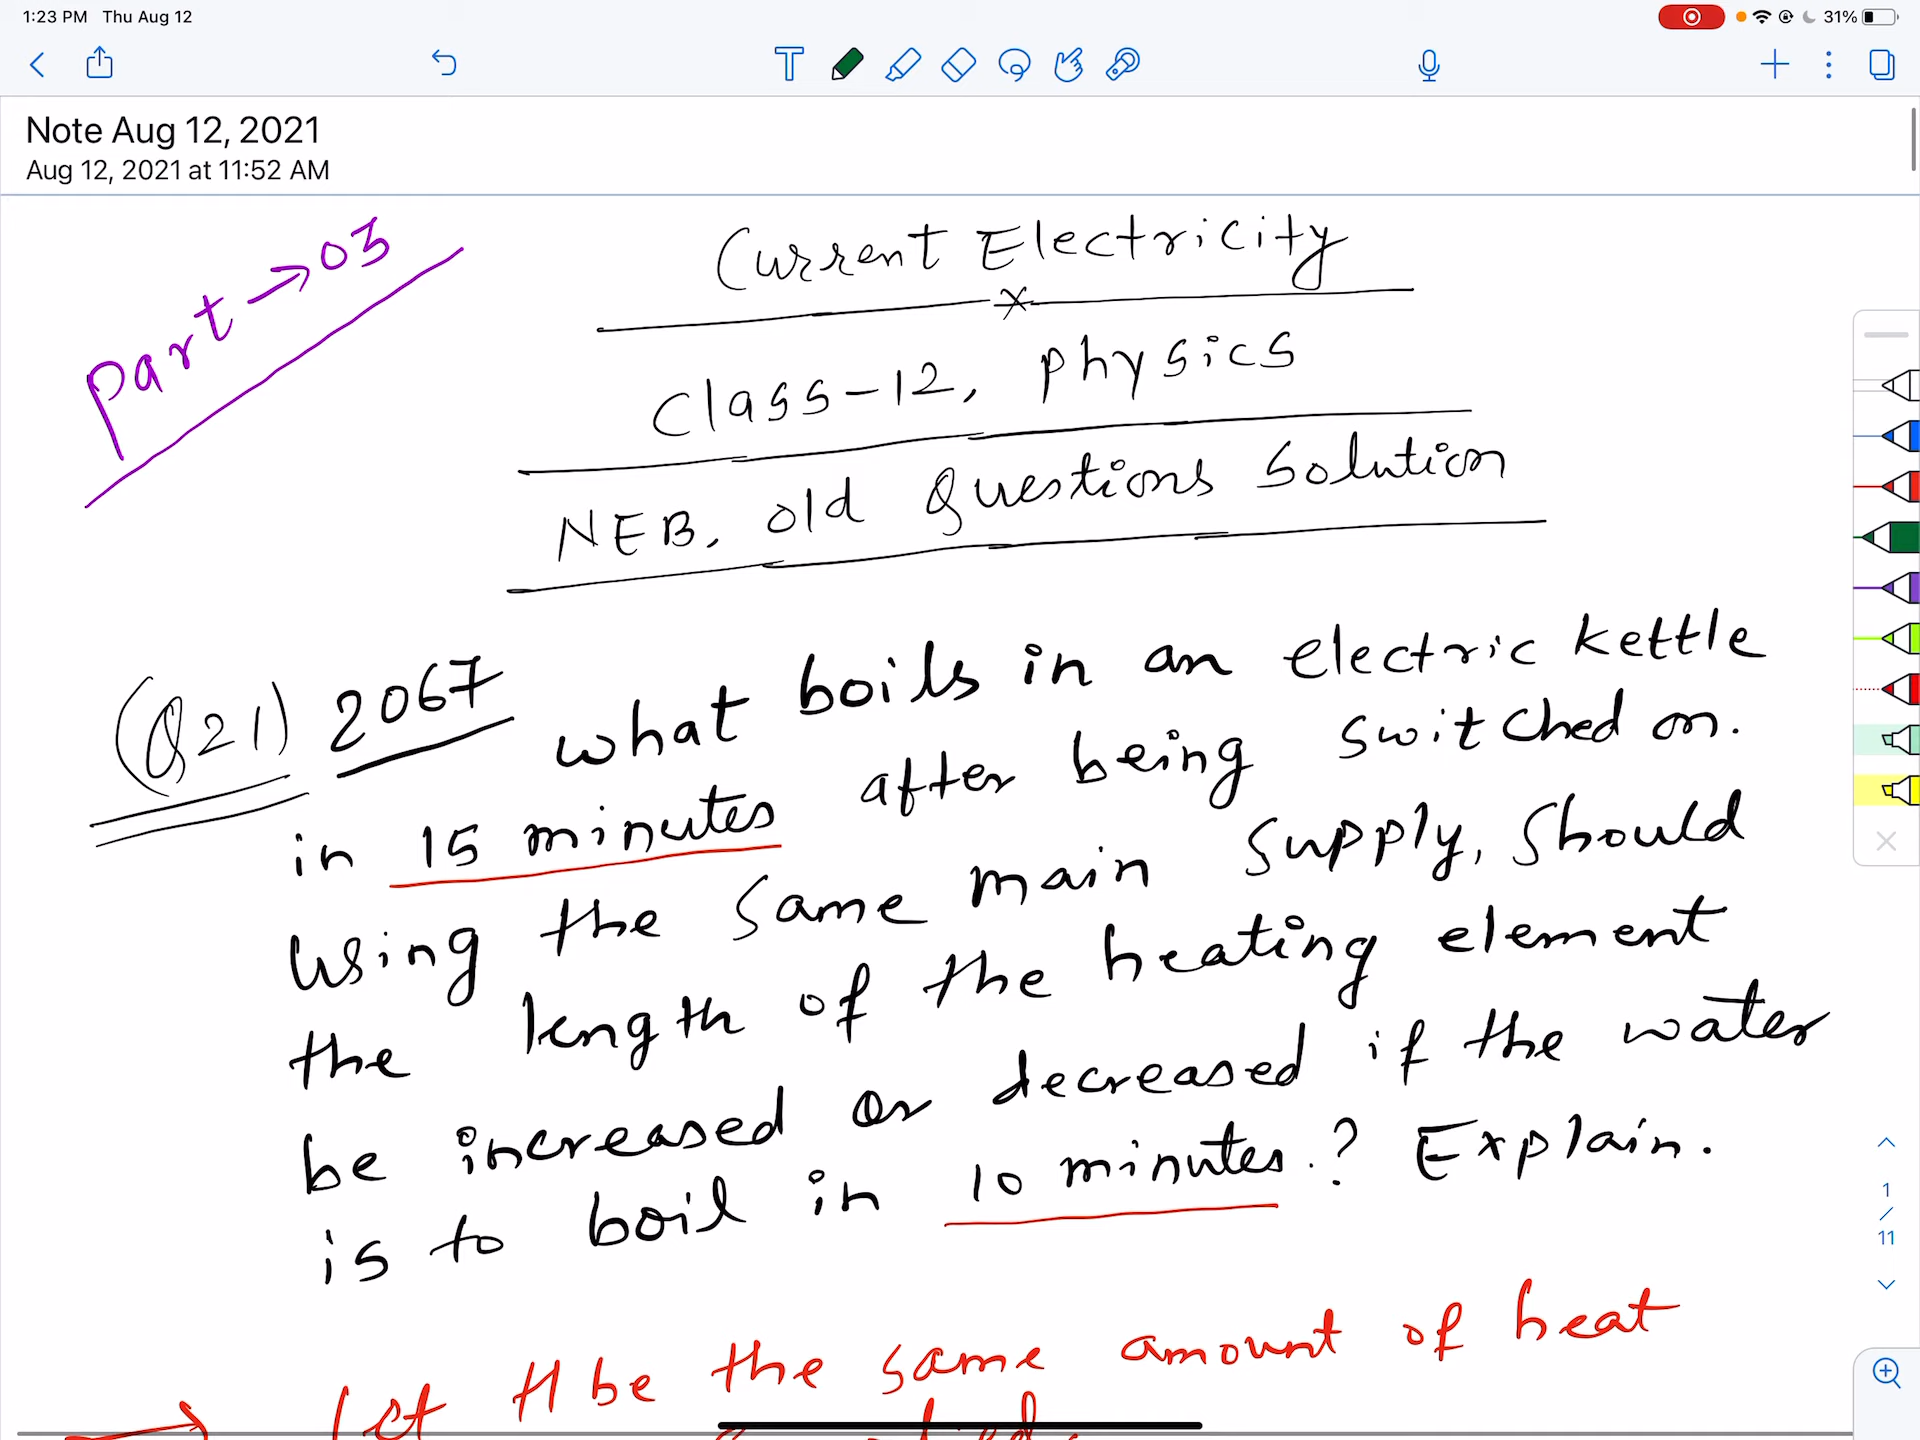 1:23 PM Thu Aug 12
31%
T
Note Aug 12, 2021
Aug 12, 2021 at 11:52 AM
Part → 03
Current Electricity
Class-12, Physics
NEB, old Questions Solution
(Q21) 2067 what boils in an electric kettle
in 15 minutes after being switched on.
Using the same main supply, should
the length of the heating element
be increased or decreased if the water
is to boil in 10 minutes.? Explain.
Let H be the same amount of heat
1
/
11